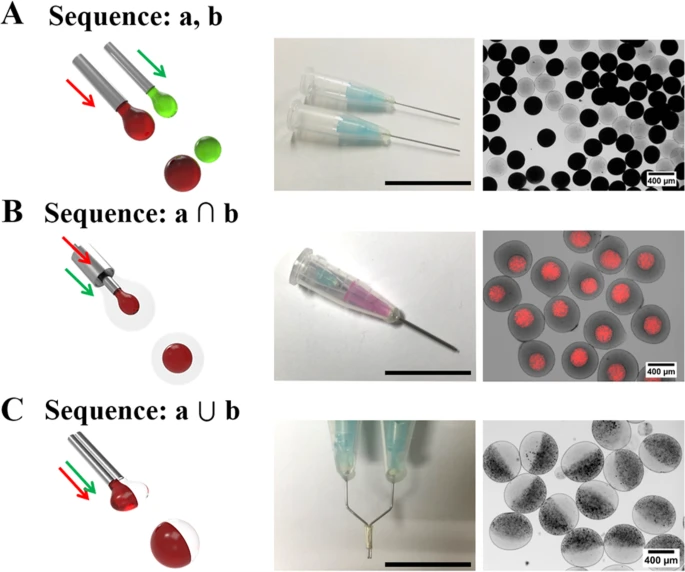 A Sequence: a, b
400 µm
B Sequence: a ∩ b
400 µm
C Sequence: a ∪ b
400 µm